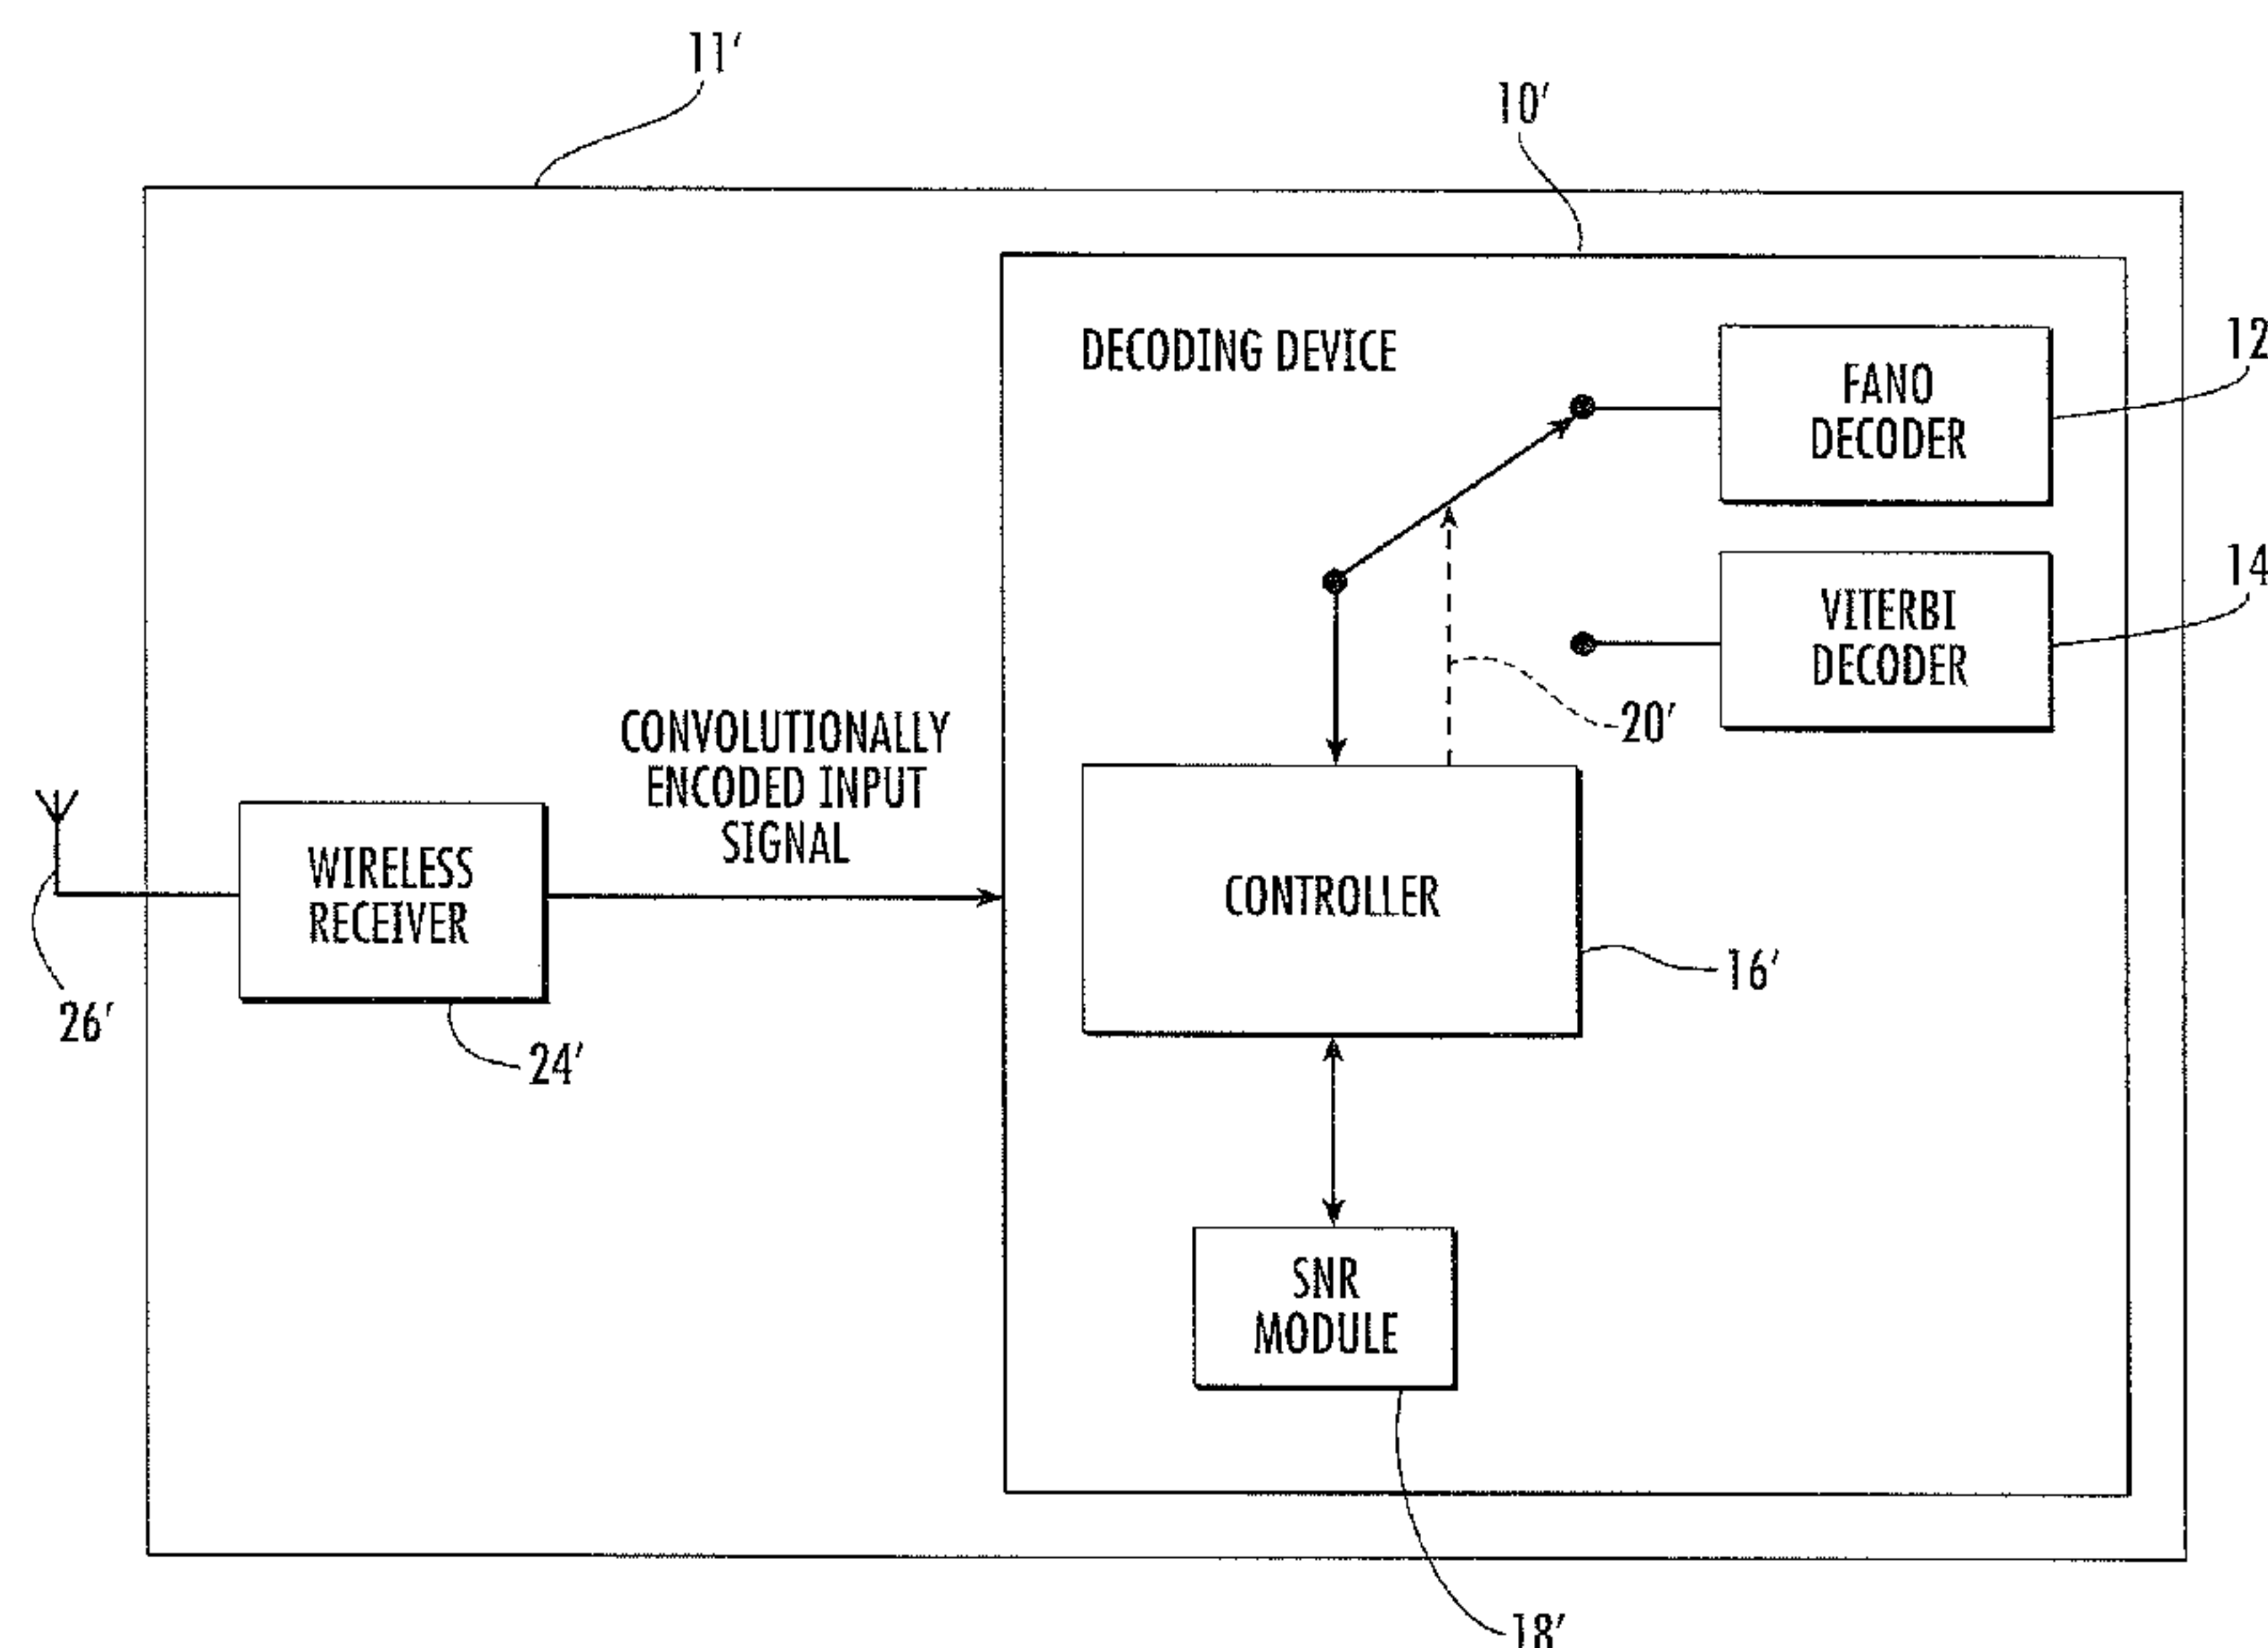 11'
10'
DECODING DEVICE
FANO
DECODER
12
VITERBI
DECODER
14
20'
CONVOLUTIONALLY
ENCODED INPUT
SIGNAL
WIRELESS
RECEIVER
CONTROLLER
16'
26'
24'
SNR
MODULE
18'